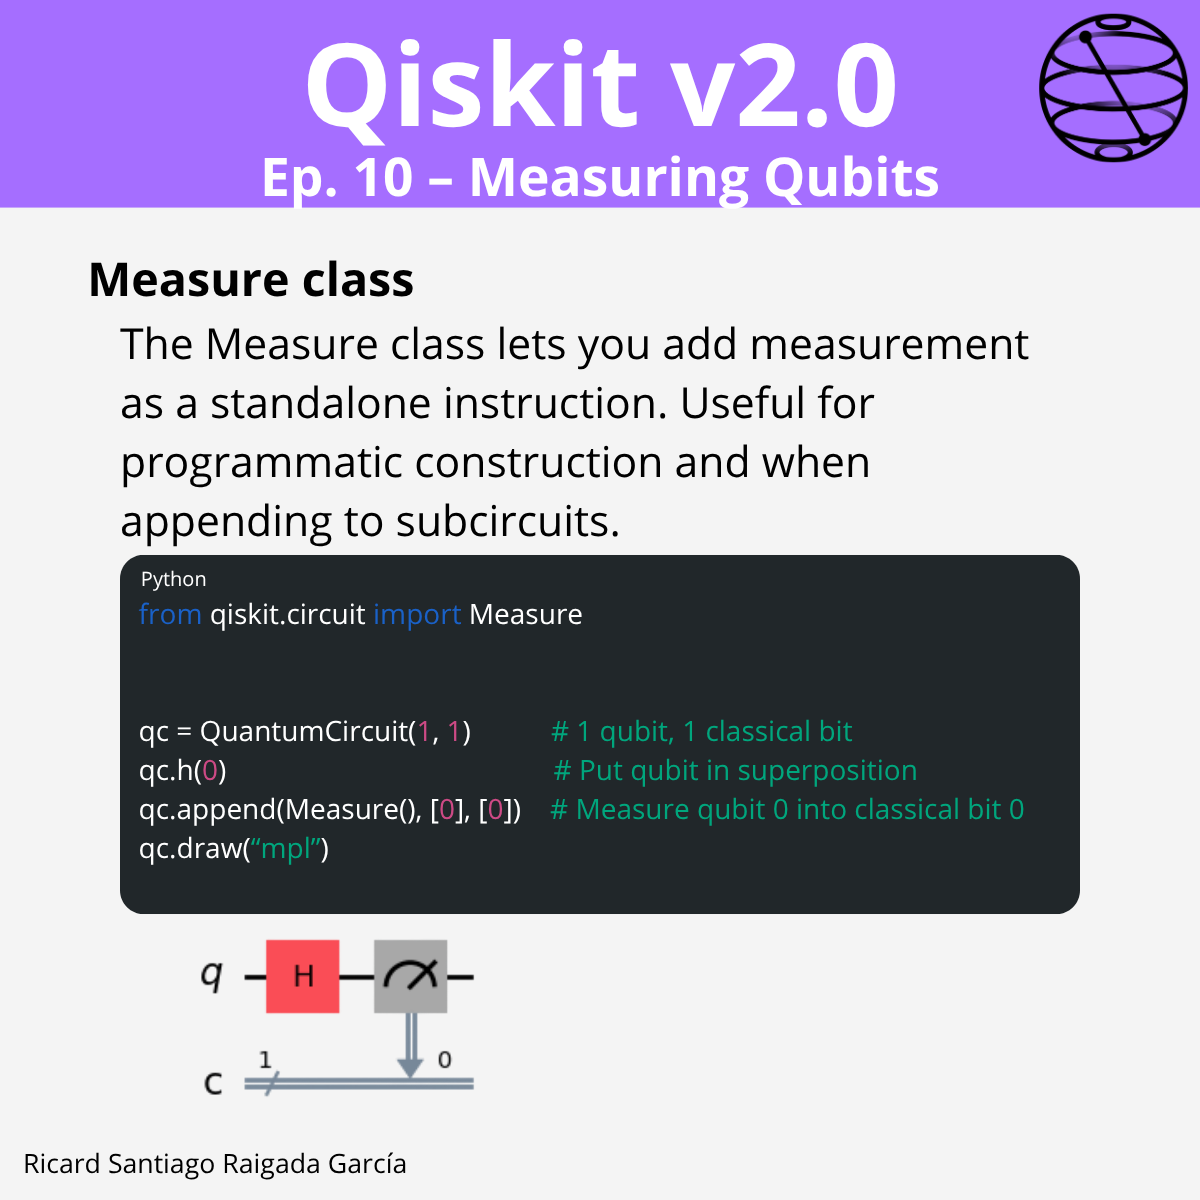 Qiskit v2.0
Ep. 10 – Measuring Qubits
Measure class
The Measure class lets you add measurement
as a standalone instruction. Useful for
programmatic construction and when
appending to subcircuits.
Python
from qiskit.circuit import Measure
qc = QuantumCircuit(1, 1) # 1 qubit, 1 classical bit
qc.h(0) # Put qubit in superposition
qc.append(Measure(), [0], [0]) # Measure qubit 0 into classical bit 0
qc.draw(“mpl”)
q H
1 0
c
Ricard Santiago Raigada García